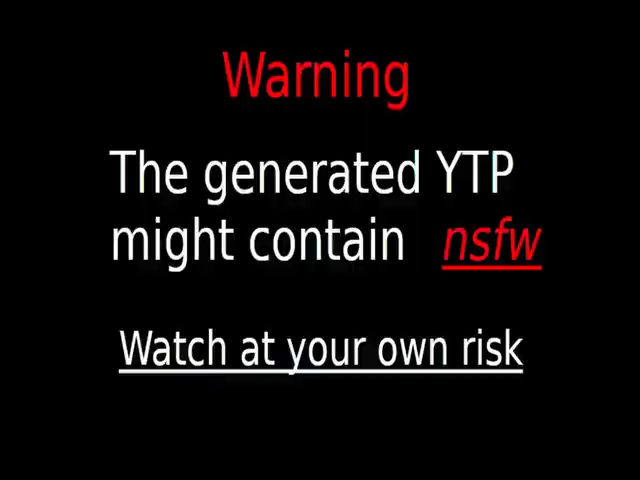 Warning
The generated YTP
might contain nsfw
Watch at your own risk